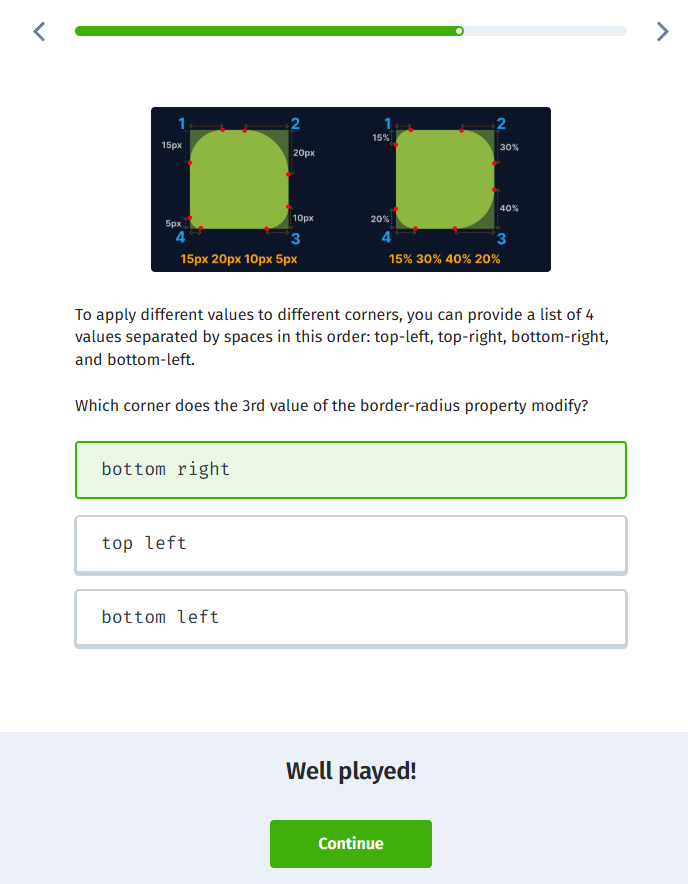 1 2 1 2
15px 20px 15% 30%
5px 10px 20% 40%
4 3 4 3
15px 20px 10px 5px 15% 30% 40% 20%
To apply different values to different corners, you can provide a list of 4
values separated by spaces in this order: top-left, top-right, bottom-right,
and bottom-left.
Which corner does the 3rd value of the border-radius property modify?
bottom right
top left
bottom left
Well played!
Continue